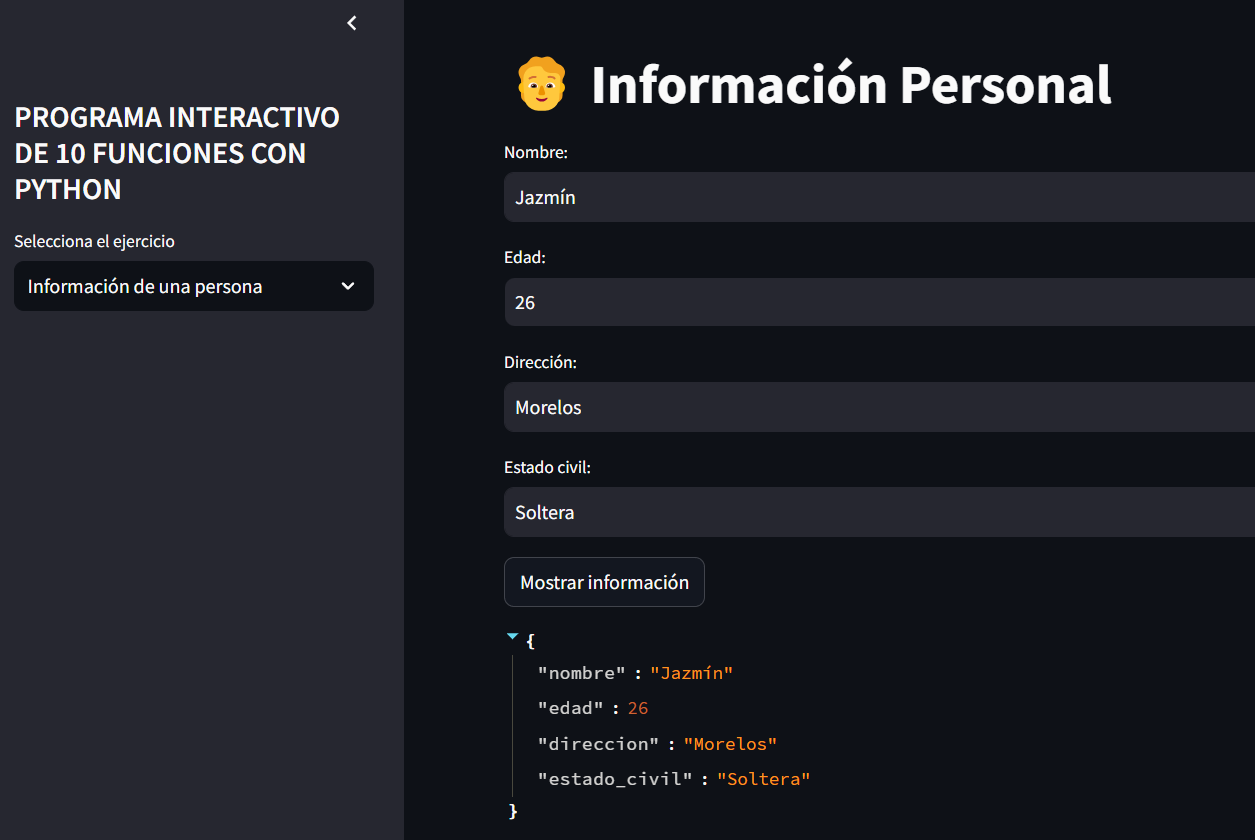 PROGRAMA INTERACTIVO
DE 10 FUNCIONES CON
PYTHON
Selecciona el ejercicio
Información de una persona
Información Personal
Nombre:
Jazmín
Edad:
26
Dirección:
Morelos
Estado civil:
Soltera
Mostrar información
{
"nombre" : "Jazmín"
"edad" : 26
"direccion" : "Morelos"
"estado_civil" : "Soltera"
}